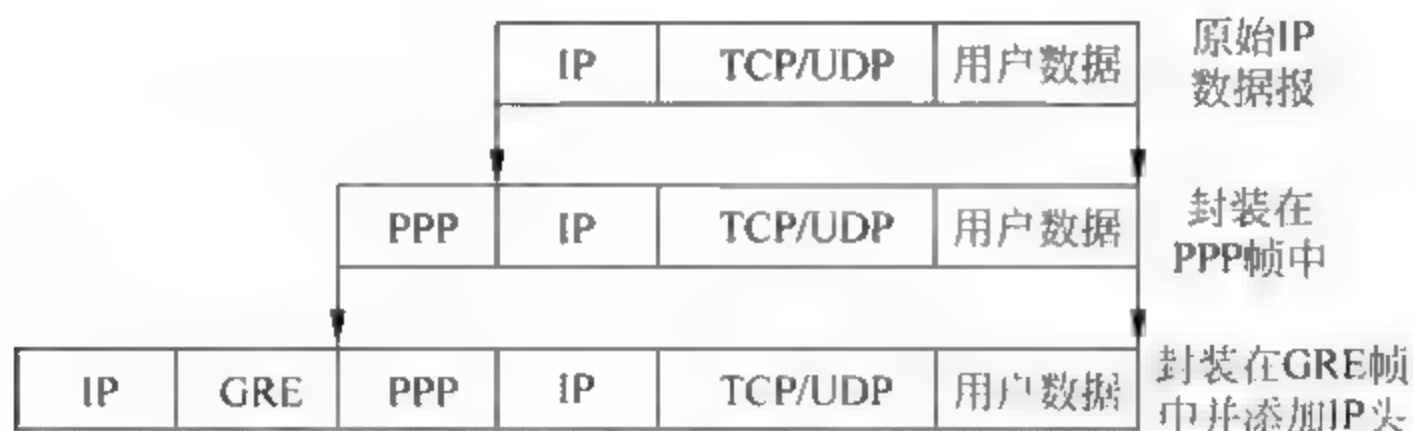 IP TCP/UDP 用户数据 原始IP
数据报
PPP IP TCP/UDP 用户数据 封装在
PPP帧中
IP GRE PPP IP TCP/UDP 用户数据 封装在GRE帧
中并添加IP头